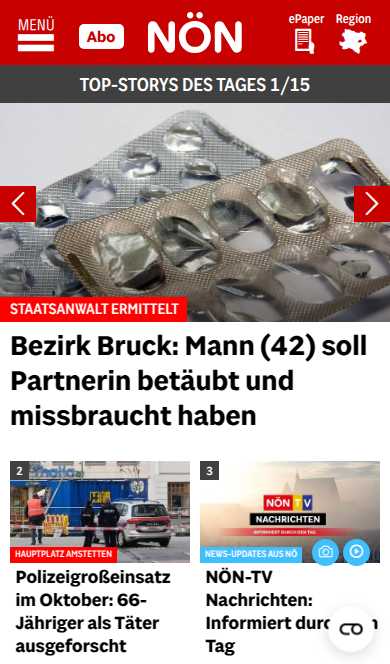 MENÜ
Abo
NÖN
ePaper
Region
TOP-STORYS DES TAGES 1/15
STAATSANWALT ERMITTELT
Bezirk Bruck: Mann (42) soll
Partnerin betäubt und
missbraucht haben
2
HAUPTPLATZ AMSTETTEN
Polizeigroßeinsatz
im Oktober: 66-
Jähriger als Täter
ausgeforscht
3
NÖN TV
NACHRICHTEN
INFORMIERT DURCH DEN TAG
NEWS-UPDATES AUS NÖ
NÖN-TV
Nachrichten:
Informiert
Tag